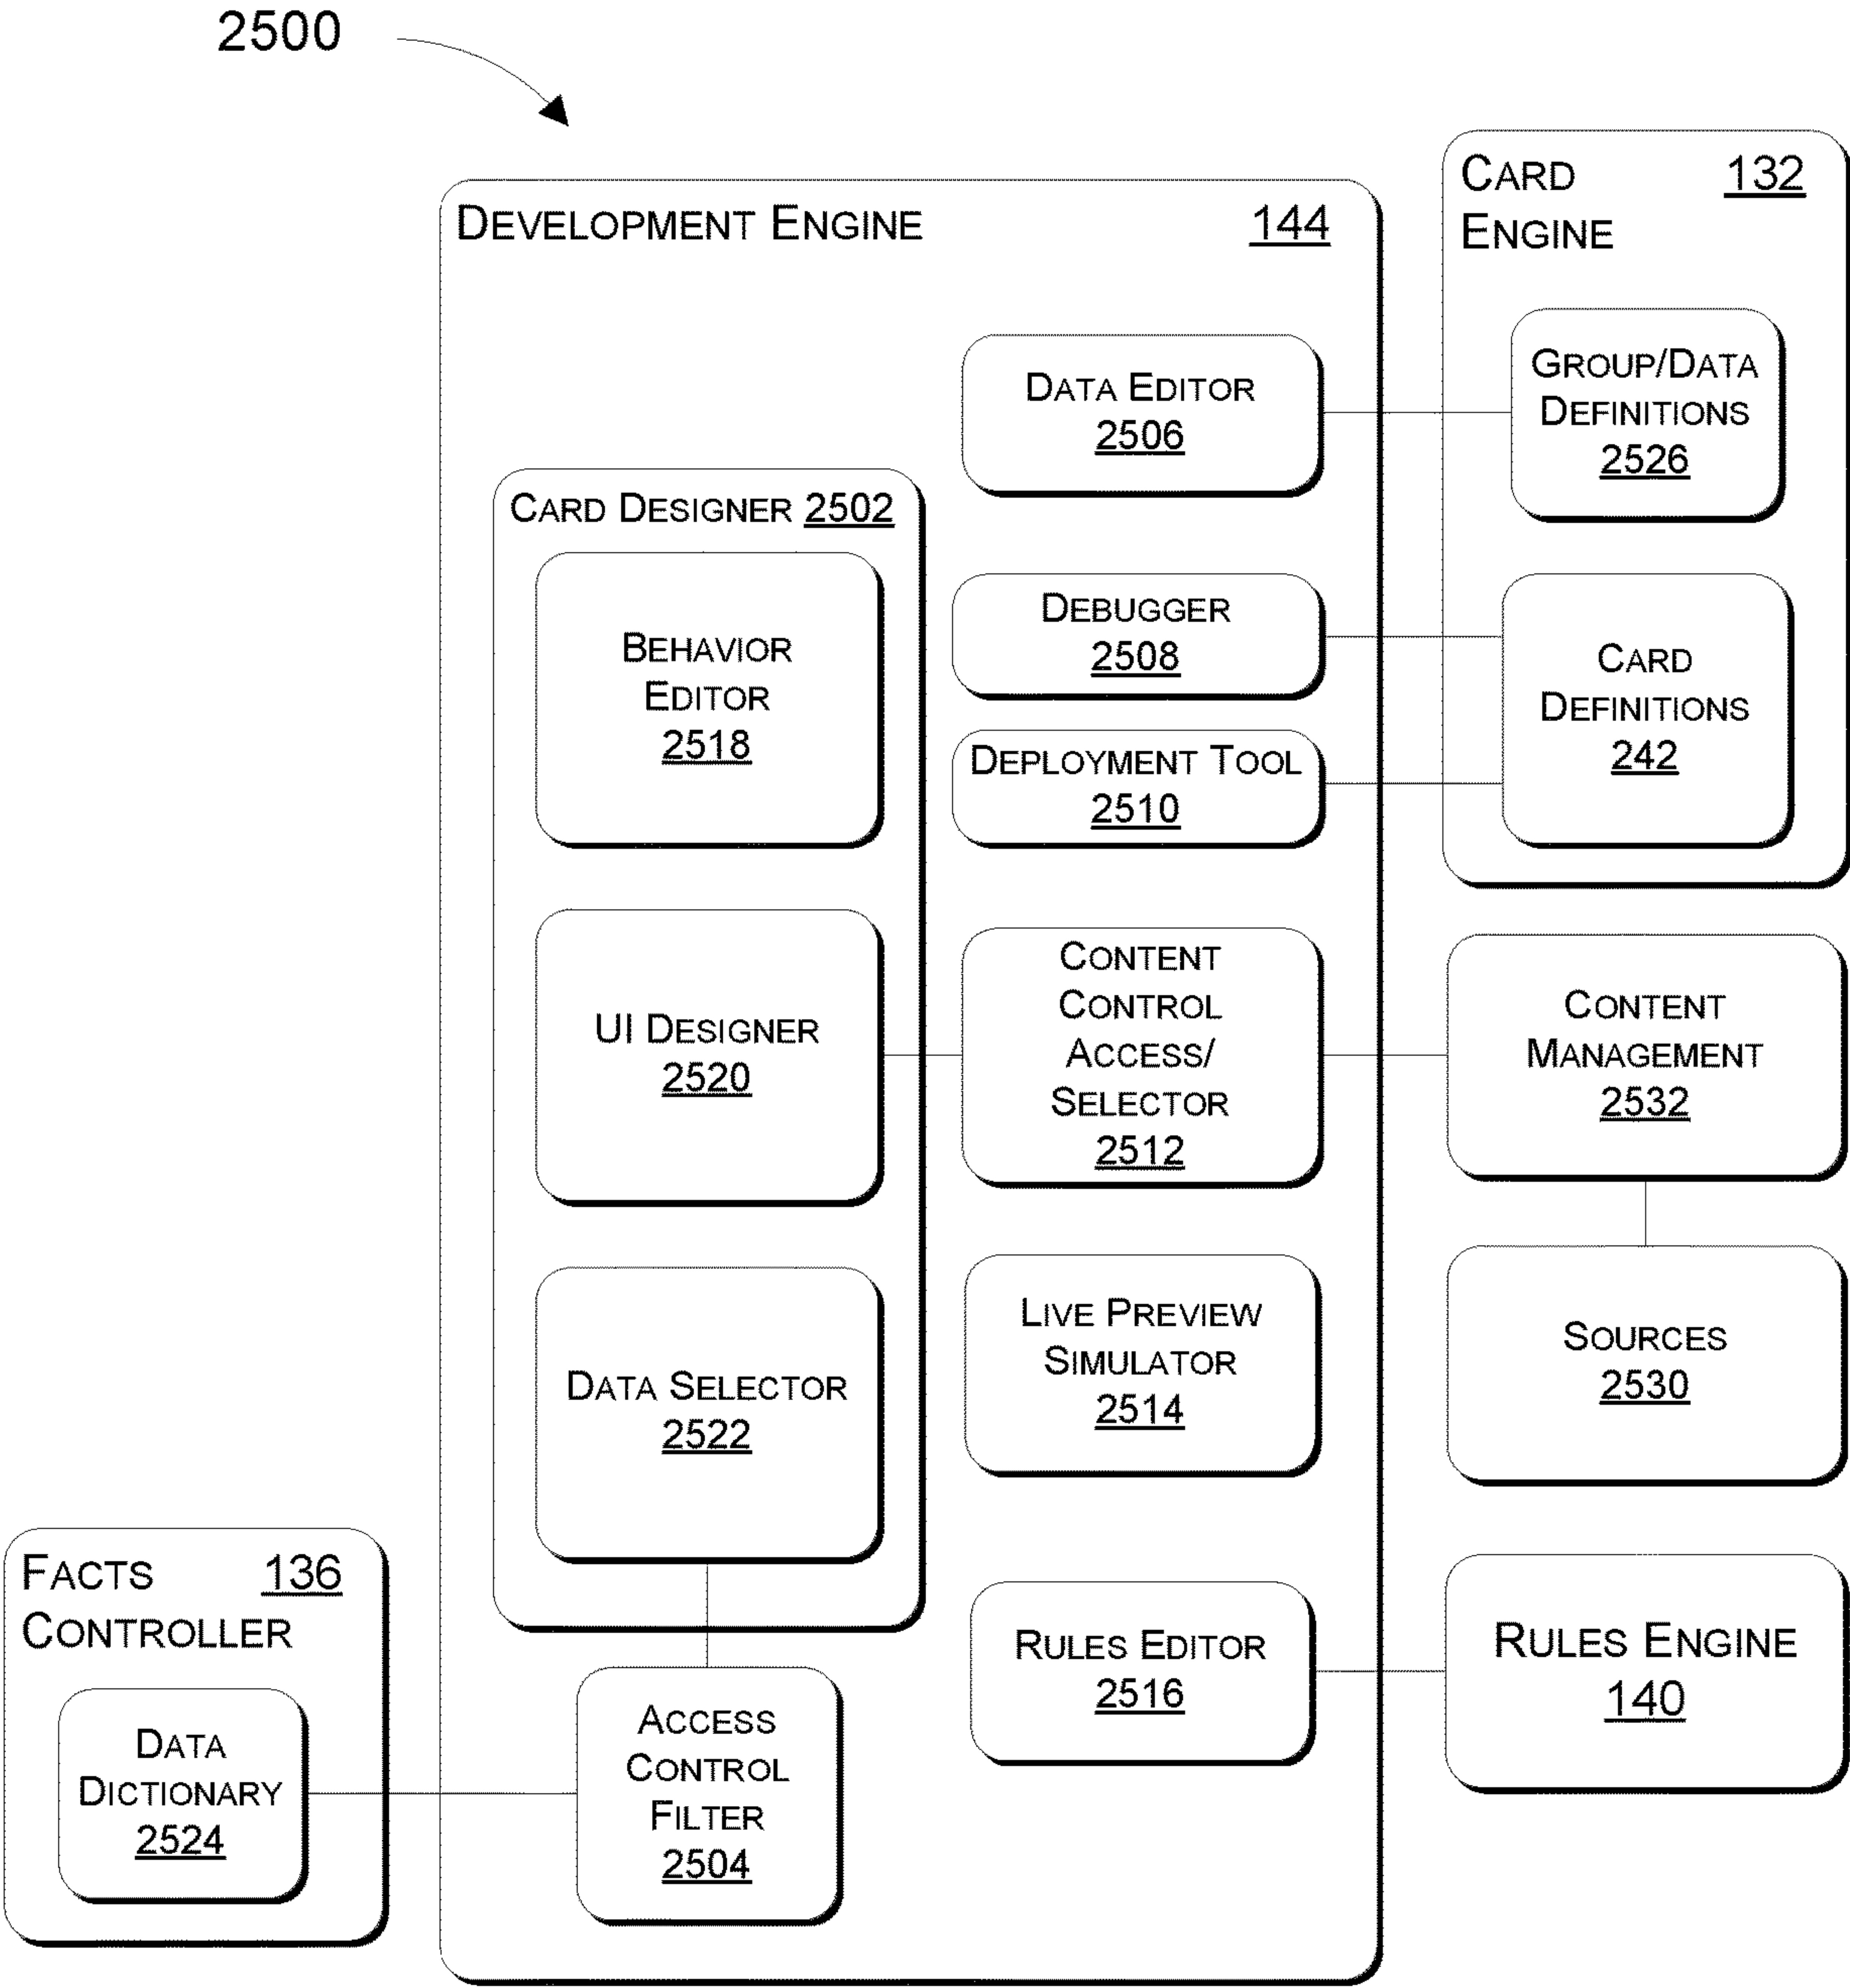 2500
DEVELOPMENT ENGINE 144
CARD DESIGNER 2502
BEHAVIOR
EDITOR
2518
UI DESIGNER
2520
DATA SELECTOR
2522
ACCESS
CONTROL
FILTER
2504
DATA EDITOR
2506
DEBUGGER
2508
DEPLOYMENT TOOL
2510
CONTENT
CONTROL
ACCESS/
SELECTOR
2512
LIVE PREVIEW
SIMULATOR
2514
RULES EDITOR
2516
CARD 132
ENGINE
GROUP/DATA
DEFINITIONS
2526
CARD
DEFINITIONS
242
CONTENT
MANAGEMENT
2532
SOURCES
2530
RULES ENGINE
140
FACTS 136
CONTROLLER
DATA
DICTIONARY
2524